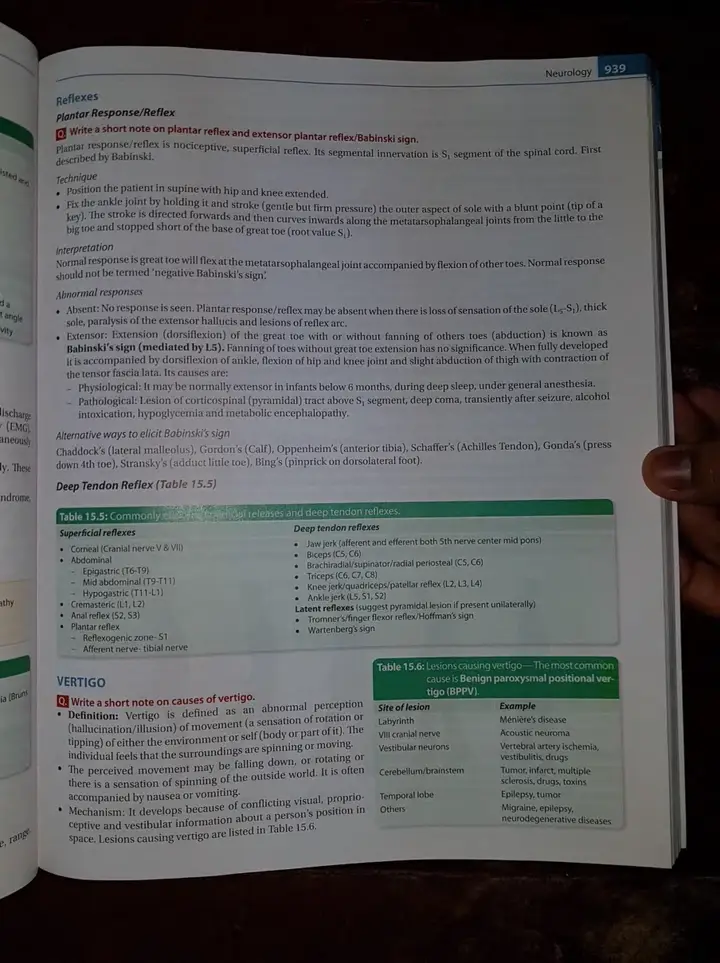 Neurology 939
Reflexes
Plantar Response/Reflex
Q. Write a short note on plantar reflex and extensor plantar reflex/Babinski sign.
Plantar response/reflex is nociceptive, superficial reflex. Its segmental innervation is S1 segment of the spinal cord. First
described by Babinski.
Technique
• Position the patient in supine with hip and knee extended.
• Fix the ankle joint by holding it and stroke (gentle but firm pressure) the outer aspect of sole with a blunt point (tip of a
key). The stroke is directed forwards and then curves inwards along the metatarsophalangeal joints from the little to the
big toe and stopped short of the base of great toe (root value S1).
Interpretation
Normal response is great toe will flex at the metatarsophalangeal joint accompanied by flexion of other toes. Normal response
should not be termed 'negative Babinski's sign'.
Abnormal responses
• Absent: No response is seen. Plantar response/reflex may be absent when there is loss of sensation of the sole (L5-S1), thick
sole, paralysis of the extensor hallucis and lesions of reflex arc.
• Extensor: Extension (dorsiflexion) of the great toe with or without fanning of others toes (abduction) is known as
Babinski's sign (mediated by L5). Fanning of toes without great toe extension has no significance. When fully developed
it is accompanied by dorsiflexion of ankle, flexion of hip and knee joint and slight abduction of thigh with contraction of
the tensor fascia lata. Its causes are:
– Physiological: It may be normally extensor in infants below 6 months, during deep sleep, under general anesthesia.
– Pathological: Lesion of corticospinal (pyramidal) tract above S1 segment, deep coma, transiently after seizure, alcohol
intoxication, hypoglycemia and metabolic encephalopathy.
Alternative ways to elicit Babinski's sign
Chaddock's (lateral malleolus), Gordon's (Calf), Oppenheim's (anterior tibia), Schaffer's (Achilles Tendon), Gonda's (press
down 4th toe), Stransky's (adduct little toe), Bing's (pinprick on dorsolateral foot).
Deep Tendon Reflex (Table 15.5)
Table 15.5: Commonly releases and deep tendon reflexes.
Superficial reflexes
• Corneal (Cranial nerve V & VII)
• Abdominal
– Epigastric (T6-T9)
– Mid abdominal (T9-T11)
– Hypogastric (T11-L1)
• Cremasteric (L1, L2)
• Anal reflex (S2, S3)
• Plantar reflex
– Reflexogenic zone- S1
– Afferent nerve- tibial nerve
Deep tendon reflexes
• Jaw jerk (afferent and efferent both 5th nerve center mid pons)
• Biceps (C5, C6)
• Brachiradial/supinator/radial periosteal (C5, C6)
• Triceps (C6, C7, C8)
• Knee jerk/quadriceps/patellar reflex (L2, L3, L4)
• Ankle jerk (L5, S1, S2)
Latent reflexes (suggest pyramidal lesion if present unilaterally)
• Tromner's/finger flexor reflex/Hoffman's sign
• Wartenberg's sign
VERTIGO
Q. Write a short note on causes of vertigo.
• Definition: Vertigo is defined as an abnormal perception
(hallucination/illusion) of movement (a sensation of rotation or
tipping) of either the environment or self (body or part of it). The
individual feels that the surroundings are spinning or moving.
• The perceived movement may be falling down, or rotating or
there is a sensation of spinning of the outside world. It is often
accompanied by nausea or vomiting.
• Mechanism: It develops because of conflicting visual, proprio-
ceptive and vestibular information about a person's position in
space. Lesions causing vertigo are listed in Table 15.6.
Table 15.6: Lesions causing vertigo— The most common
cause is Benign paroxysmal positional ver-
tigo (BPPV).
Site of lesion Example
Labyrinth Ménière's disease
VIII cranial nerve Acoustic neuroma
Vestibular neurons Vertebral artery ischemia,
vestibulitis, drugs
Cerebellum/brainstem Tumor, infarct, multiple
sclerosis, drugs, toxins
Temporal lobe Epilepsy, tumor
Others Migraine, epilepsy,
neurodegenerative diseases
d a
t angle
vity
discharge
(EMG)
aneously
ly. These
ndrome,
athy
ia (Bruns
e, range